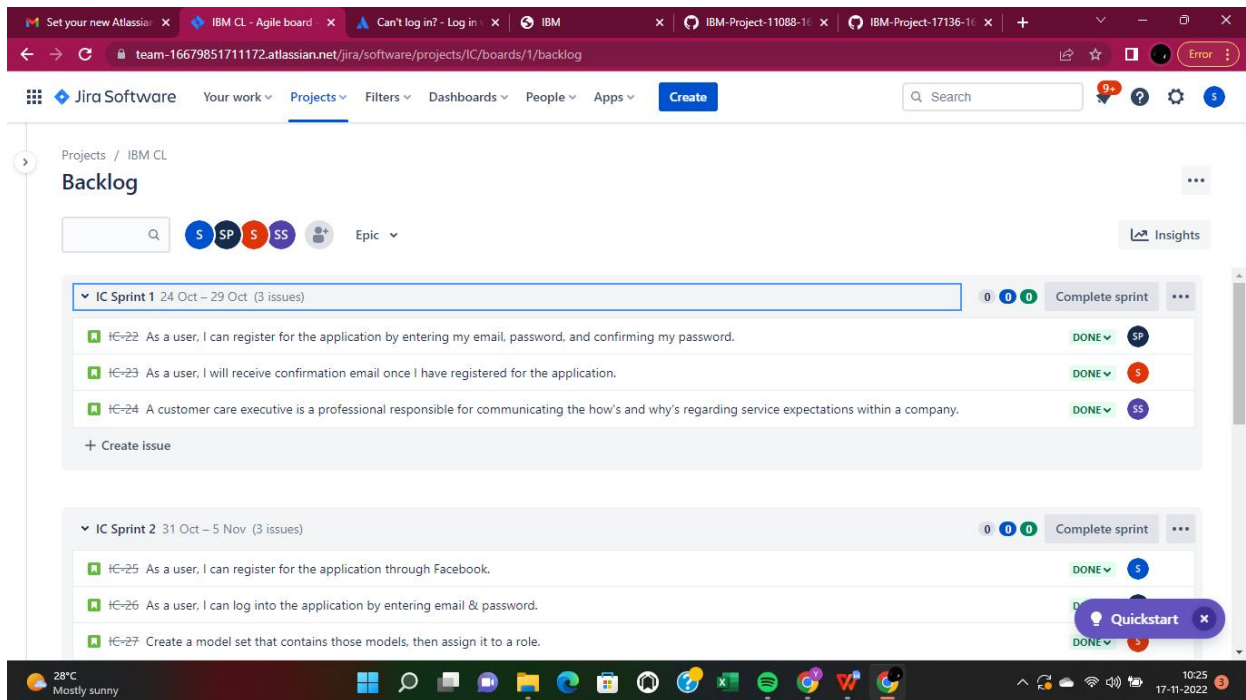 Set your new Atlassian
IBM CL - Agile board -
Can't log in? - Log in
IBM
IBM-Project-11088-16
IBM-Project-17136-16
team-16679851711172.atlassian.net/jira/software/projects/IC/boards/1/backlog
Error
Jira Software
Your work
Projects
Filters
Dashboards
People
Apps
Create
Search
9+
S
Projects / IBM CL
Backlog
S SP S SS
Epic
Insights
IC Sprint 1 24 Oct – 29 Oct (3 issues)
0 0 0
Complete sprint
IC-22 As a user, I can register for the application by entering my email, password, and confirming my password.
DONE
SP
IC-23 As a user, I will receive confirmation email once I have registered for the application.
DONE
S
IC-24 A customer care executive is a professional responsible for communicating the how's and why's regarding service expectations within a company.
DONE
SS
+ Create issue
IC Sprint 2 31 Oct – 5 Nov (3 issues)
0 0 0
Complete sprint
IC-25 As a user, I can register for the application through Facebook.
DONE
S
IC-26 As a user, I can log into the application by entering email & password.
Quickstart
IC-27 Create a model set that contains those models, then assign it to a role.
DONE
S
28°C
Mostly sunny
10:25
17-11-2022
3